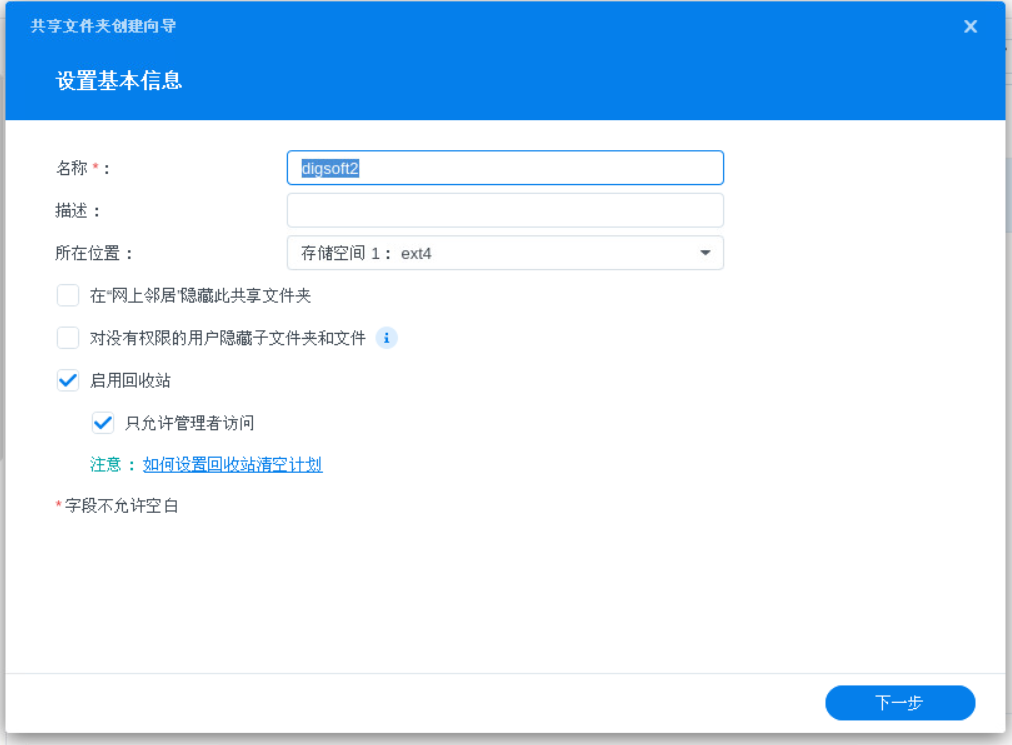 共享文件夹创建向导
设置基本信息
名称 * ：
digsoft2
描述：
所在位置：
存储空间 1： ext4
在“网上邻居”隐藏此共享文件夹
对没有权限的用户隐藏子文件夹和文件
启用回收站
只允许管理者访问
注意： 如何设置回收站清空计划
* 字段不允许空白
下一步